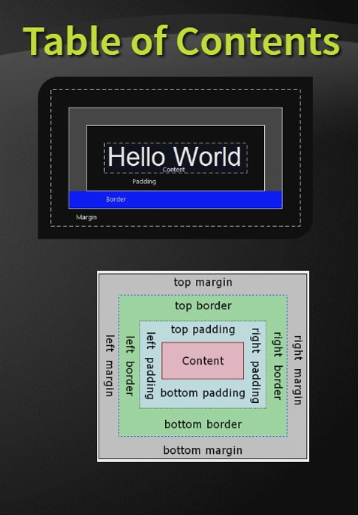 Table of Contents
Hello World
Content
Padding
Border
Margin
top margin
top border
top padding
left margin
left border
left padding
Content
right padding
right border
right margin
bottom padding
bottom border
bottom margin